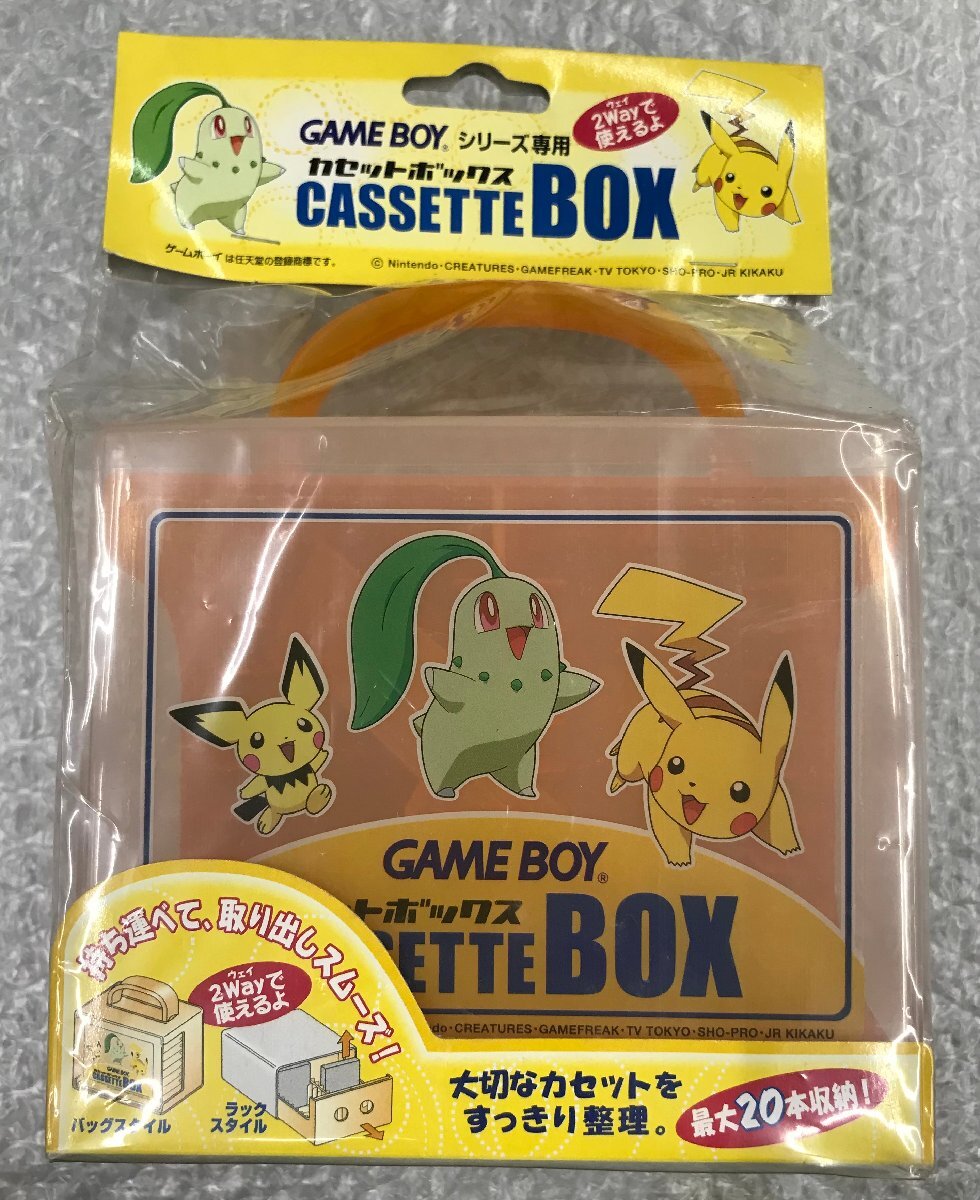 GAME BOY® シリーズ専用
ウェイ
2Wayで
使えるよ
カセットボックス
CASSETTE BOX
ゲームボーイは任天堂の登録商標です。
© Nintendo・CREATURES・GAMEFREAK・TV TOKYO・SHO-PRO・JR KIKAKU
GAME BOY®
トボックス
SETTE BOX
do・CREATURES・GAMEFREAK・TV TOKYO・SHO-PRO・JR KIKAKU
持ち運べて、取り出しスムーズ!
ウェイ
2Wayで
使えるよ
GAME BOY
CASSETTE BOX
バッグスタイル
ラック
スタイル
大切なカセットを
すっきり整理。
最大20本収納!